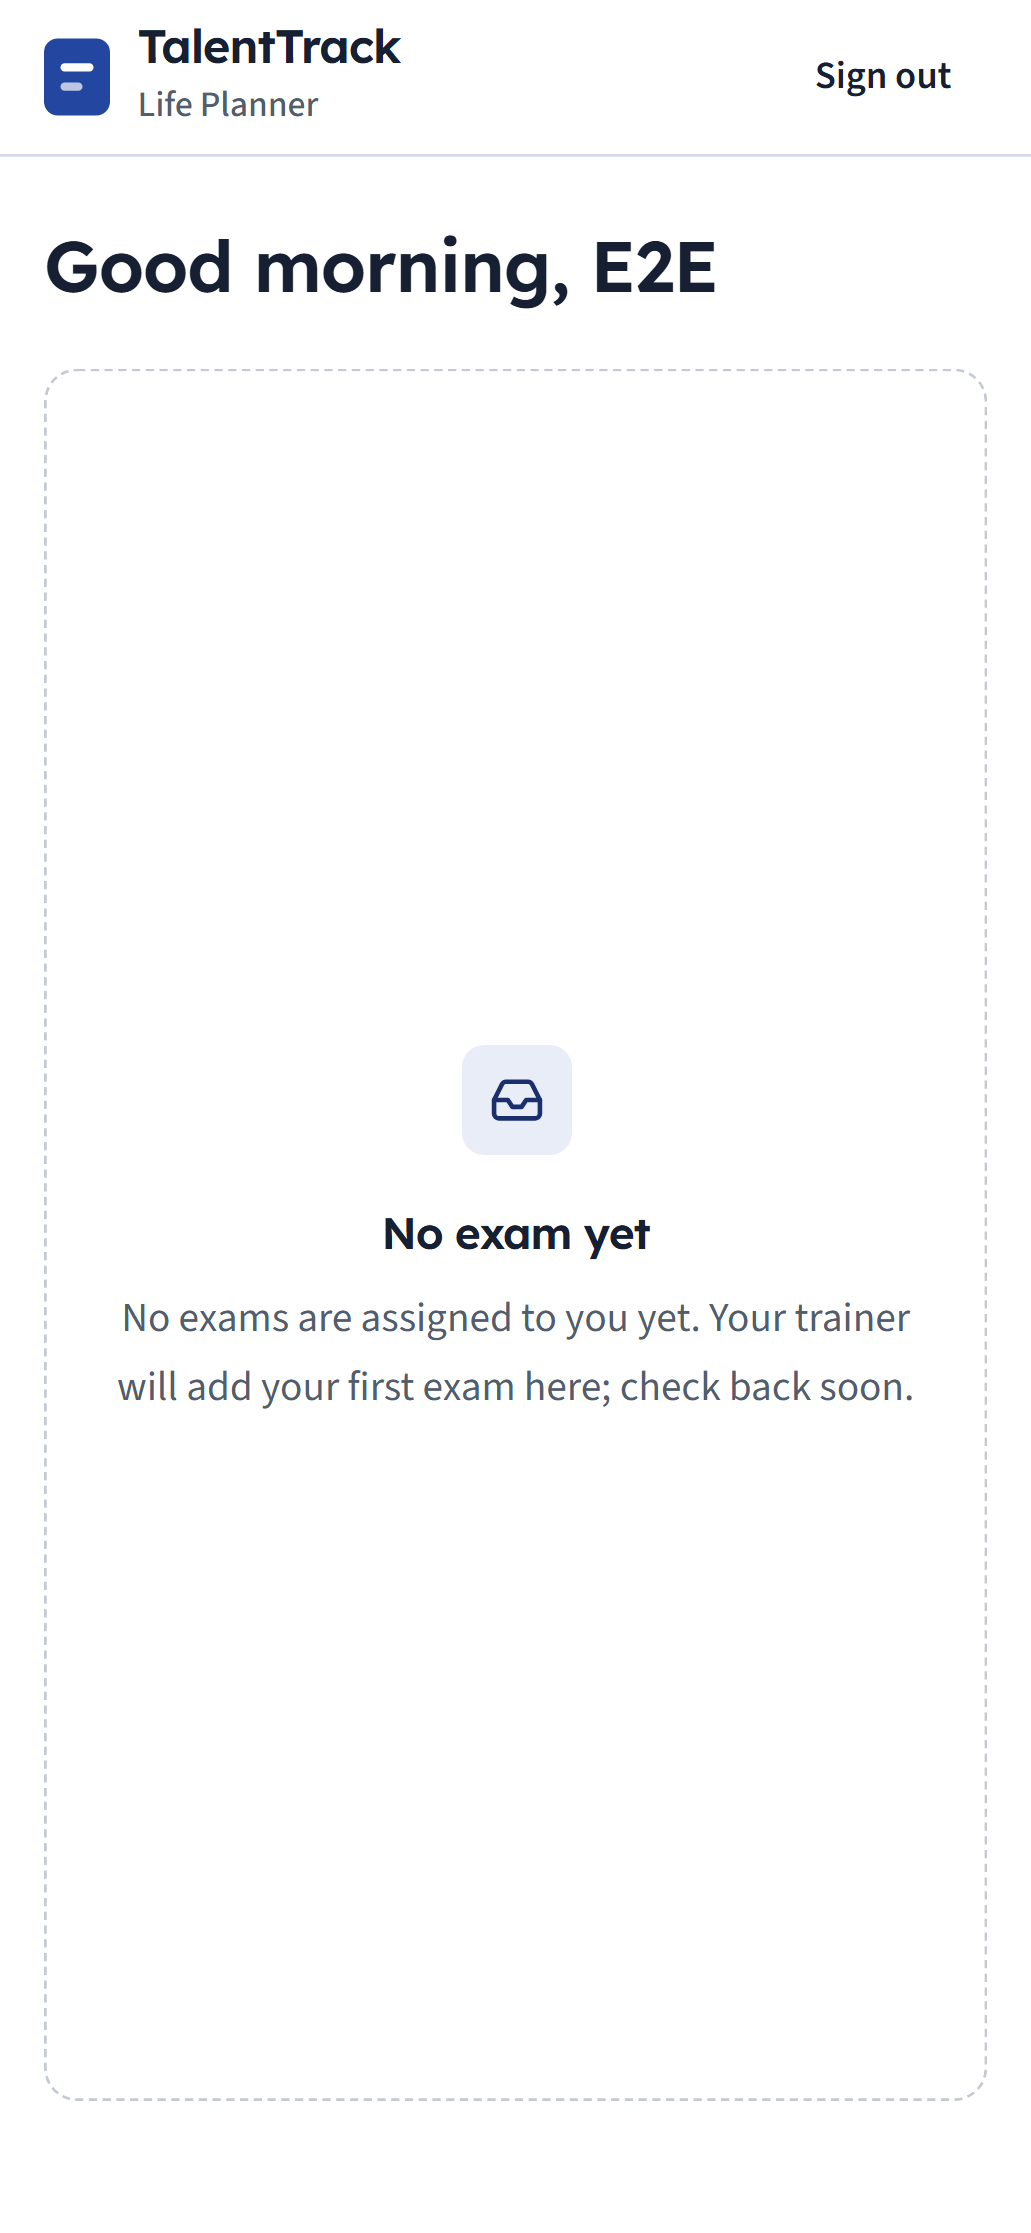 TalentTrack
Life Planner
Sign out
Good morning, E2E
No exam yet
No exams are assigned to you yet. Your trainer
will add your first exam here; check back soon.